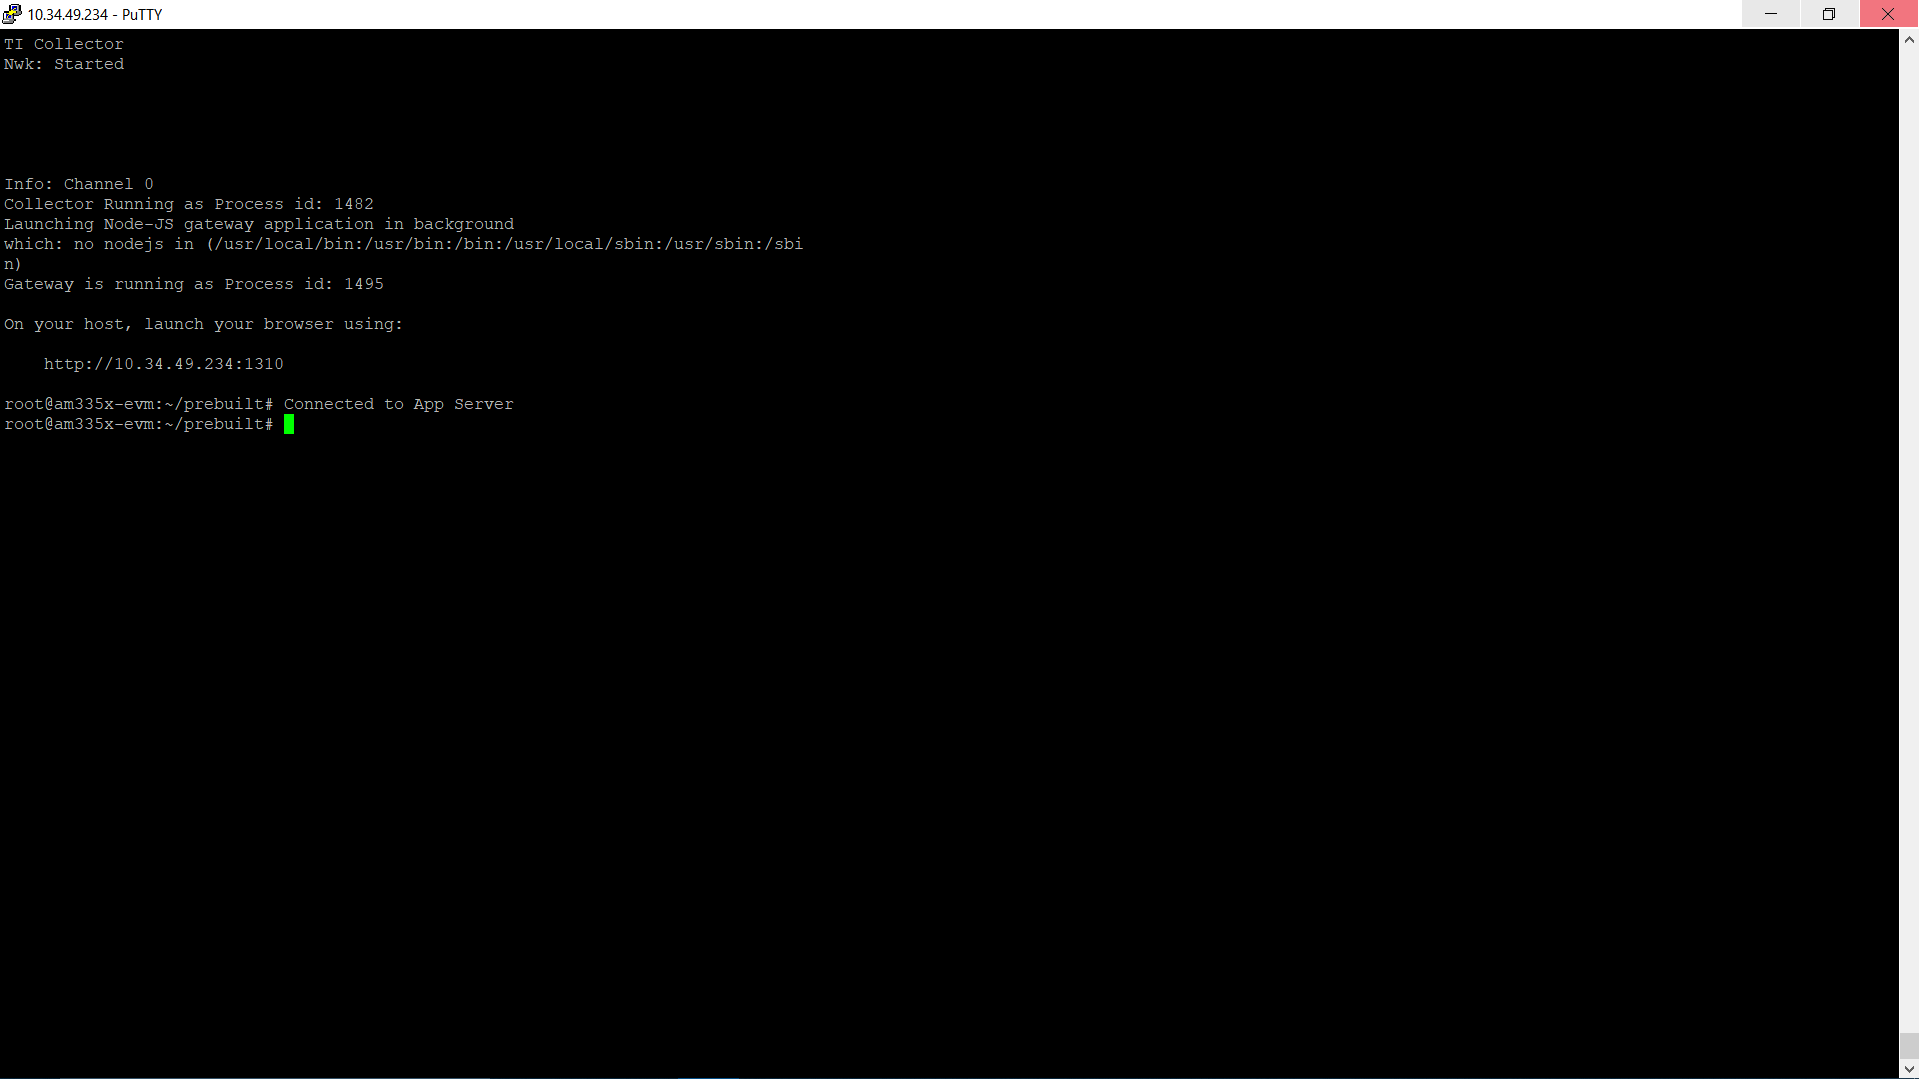 10.34.49.234 - PuTTY
TI Collector
Nwk: Started
Info: Channel 0
Collector Running as Process id: 1482
Launching Node-JS gateway application in background
which: no nodejs in (/usr/local/bin:/usr/bin:/bin:/usr/local/sbin:/usr/sbin:/sbi
n)
Gateway is running as Process id: 1495
On your host, launch your browser using:
http://10.34.49.234:1310
root@am335x-evm:~/prebuilt# Connected to App Server
root@am335x-evm:~/prebuilt#